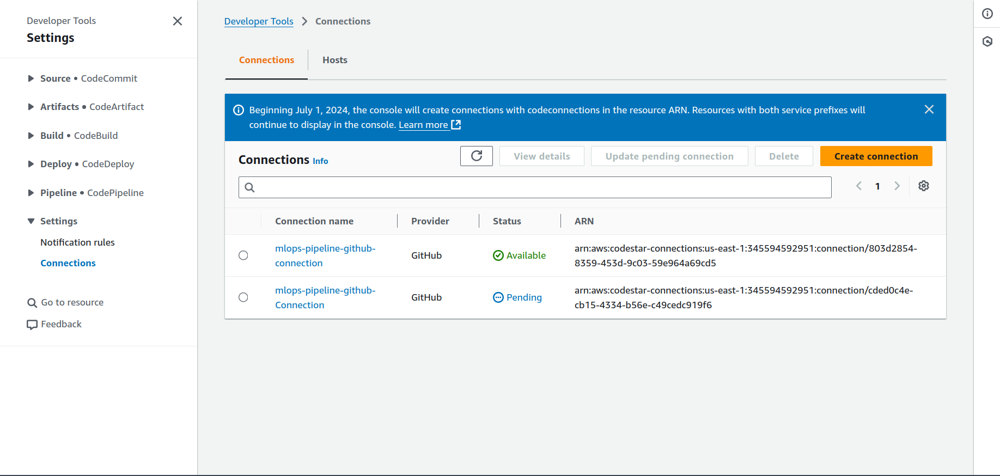 Developer Tools
Settings
Source • CodeCommit
Artifacts • CodeArtifact
Build • CodeBuild
Deploy • CodeDeploy
Pipeline • CodePipeline
Settings
Notification rules
Connections
Go to resource
Feedback
Developer Tools Connections
Connections Hosts
Beginning July 1, 2024, the console will create connections with codeconnections in the resource ARN. Resources with both service prefixes will
continue to display in the console. Learn more
Connections Info View details Update pending connection Delete Create connection
1
Connection name Provider Status ARN
mlops-pipeline-github-
connection
GitHub
Available
arn:aws:codestar-connections:us-east-1:345594592951:connection/803d2854-
8359-453d-9c03-59e964a69cd5
mlops-pipeline-github-
Connection
GitHub
Pending
arn:aws:codestar-connections:us-east-1:345594592951:connection/cded0c4e-
cb15-4334-b56e-c49cedc919f6